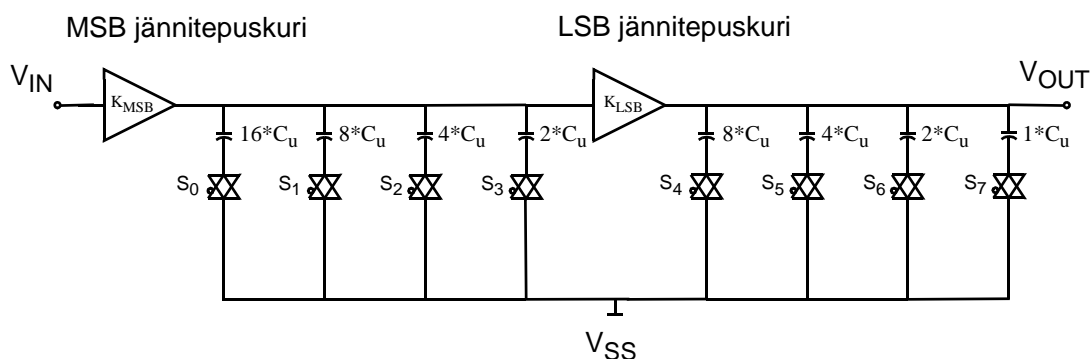 MSB jännitepuskuri LSB jännitepuskuri
V_IN K_MSB K_LSB V_OUT
16*C_u 8*C_u 4*C_u 2*C_u 8*C_u 4*C_u 2*C_u 1*C_u
S_0 S_1 S_2 S_3 S_4 S_5 S_6 S_7
V_SS